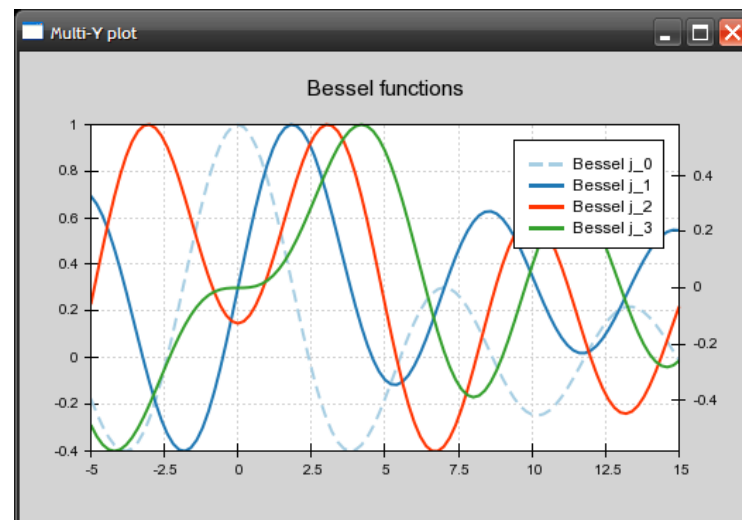 Multi-Y plot
Bessel functions
1
0.8
0.6
0.4
0.2
0
-0.2
-0.4
Bessel j_0
Bessel j_1
Bessel j_2
Bessel j_3
0.4
0.2
0
-0.2
-0.4
-5 -2.5 0 2.5 5 7.5 10 12.5 15